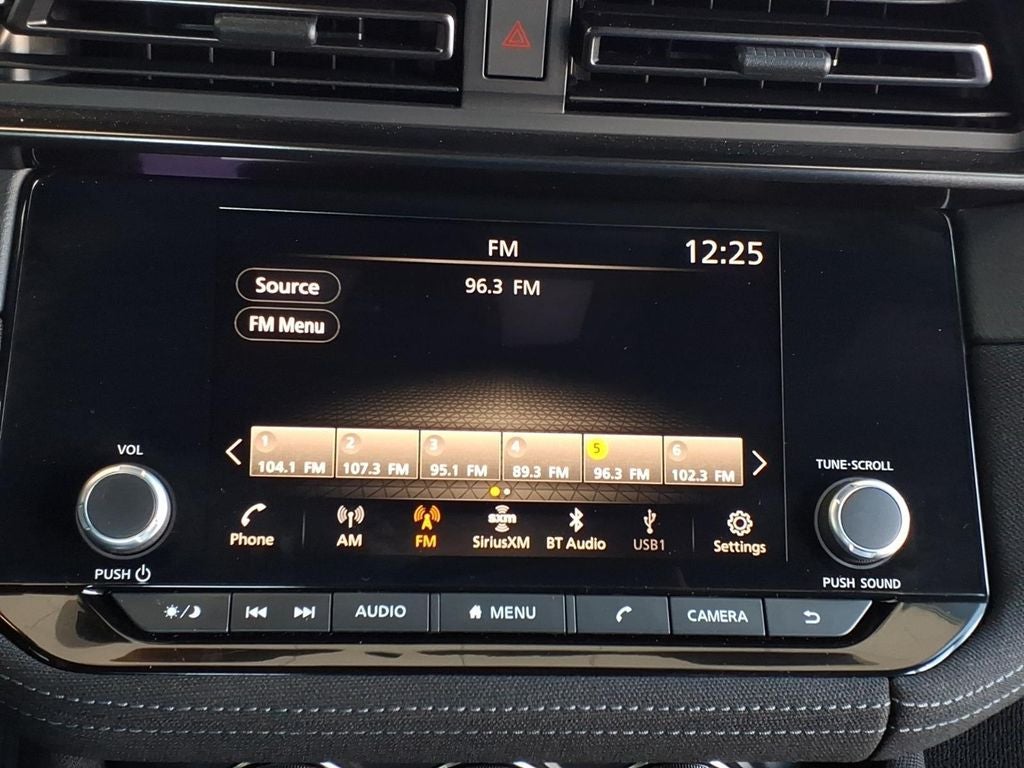 FM
12:25
Source
96.3 FM
FM Menu
1 2 3 4 5 6
104.1 FM 107.3 FM 95.1 FM 89.3 FM 96.3 FM 102.3 FM
VOL
TUNE·SCROLL
sxm
Phone AM FM SiriusXM BT Audio USB1 Settings
PUSH
PUSH SOUND
AUDIO MENU CAMERA